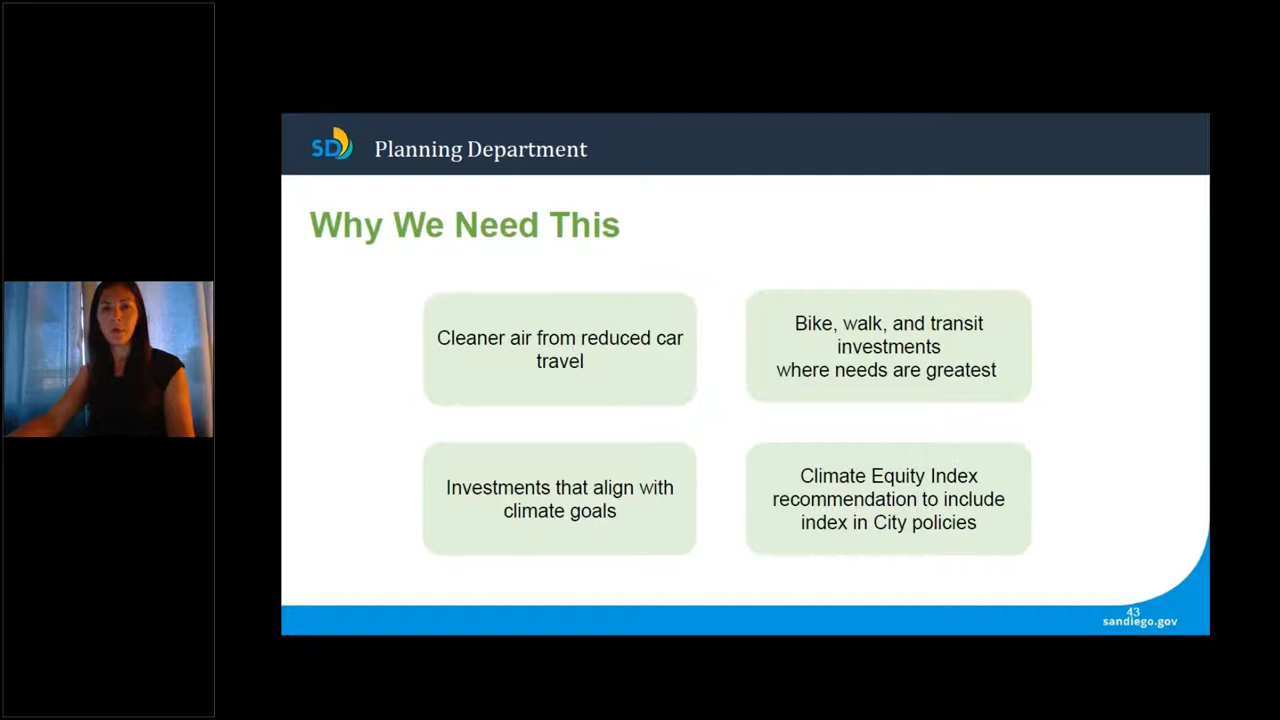 SD
Planning Department
Why We Need This
Cleaner air from reduced car
travel
Bike, walk, and transit
investments
where needs are greatest
Investments that align with
climate goals
Climate Equity Index
recommendation to include
index in City policies
43
sandiego.gov